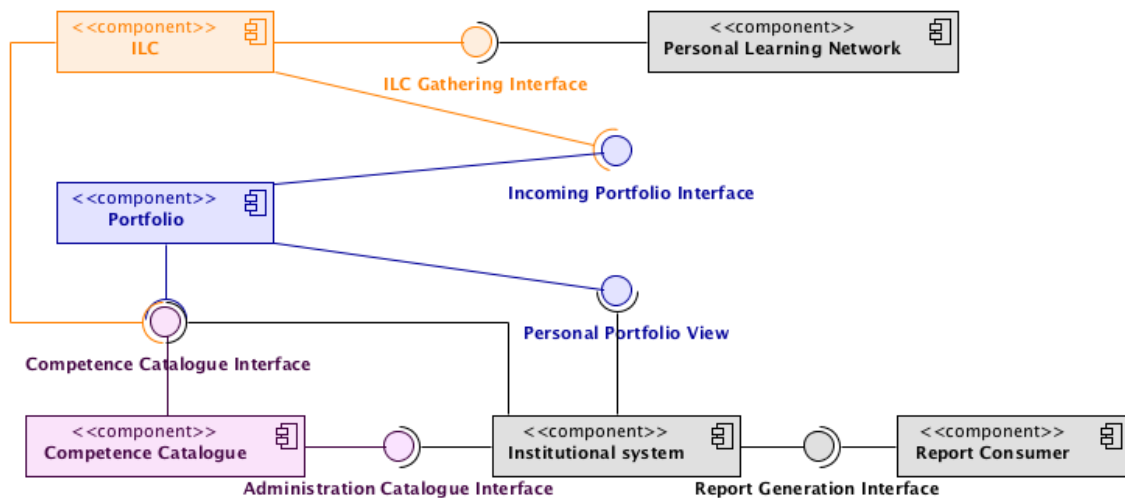 <<component>>
ILC
<<component>>
Personal Learning Network
ILC Gathering Interface
<<component>>
Portfolio
Incoming Portfolio Interface
Personal Portfolio View
Competence Catalogue Interface
<<component>>
Competence Catalogue
<<component>>
Institutional system
<<component>>
Report Consumer
Administration Catalogue Interface
Report Generation Interface